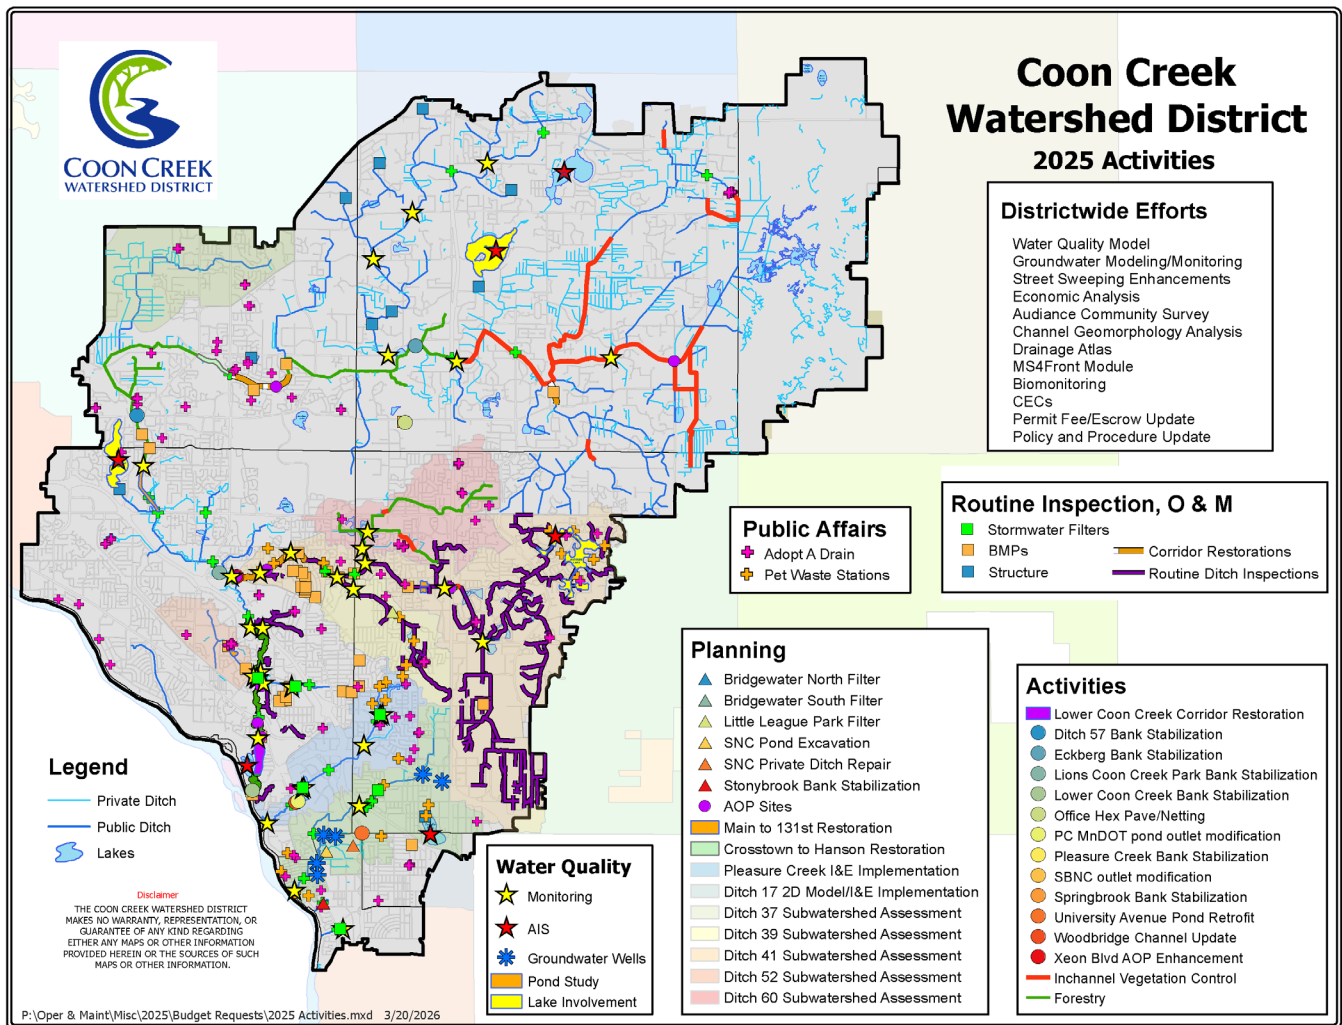 COON CREEK
WATERSHED DISTRICT
Coon Creek
Watershed District
2025 Activities
Districtwide Efforts
Water Quality Model
Groundwater Modeling/Monitoring
Street Sweeping Enhancements
Economic Analysis
Audiance Community Survey
Channel Geomorphology Analysis
Drainage Atlas
MS4Front Module
Biomonitoring
CECs
Permit Fee/Escrow Update
Policy and Procedure Update
Public Affairs
Adopt A Drain
Pet Waste Stations
Routine Inspection, O & M
Stormwater Filters
BMPs
Structure
Corridor Restorations
Routine Ditch Inspections
Planning
Bridgewater North Filter
Bridgewater South Filter
Little League Park Filter
SNC Pond Excavation
SNC Private Ditch Repair
Stonybrook Bank Stabilization
AOP Sites
Main to 131st Restoration
Crosstown to Hanson Restoration
Pleasure Creek I&E Implementation
Ditch 17 2D Model/I&E Implementation
Ditch 37 Subwatershed Assessment
Ditch 39 Subwatershed Assessment
Ditch 41 Subwatershed Assessment
Ditch 52 Subwatershed Assessment
Ditch 60 Subwatershed Assessment
Activities
Lower Coon Creek Corridor Restoration
Ditch 57 Bank Stabilization
Eckberg Bank Stabilization
Lions Coon Creek Park Bank Stabilization
Lower Coon Creek Bank Stabilization
Office Hex Pave/Netting
PC MnDOT pond outlet modification
Pleasure Creek Bank Stabilization
SBNC outlet modification
Springbrook Bank Stabilization
University Avenue Pond Retrofit
Woodbridge Channel Update
Xeon Blvd AOP Enhancement
Inchannel Vegetation Control
Forestry
Legend
Private Ditch
Public Ditch
Lakes
Water Quality
Monitoring
AIS
Groundwater Wells
Pond Study
Lake Involvement
Disclaimer
THE COON CREEK WATERSHED DISTRICT
MAKES NO WARRANTY, REPRESENTATION, OR
GUARANTEE OF ANY KIND REGARDING
EITHER ANY MAPS OR OTHER INFORMATION
PROVIDED HEREIN OR THE SOURCES OF SUCH
MAPS OR OTHER INFORMATION.
P:\Oper & Maint\Misc\2025\Budget Requests\2025 Activities.mxd 3/20/2026